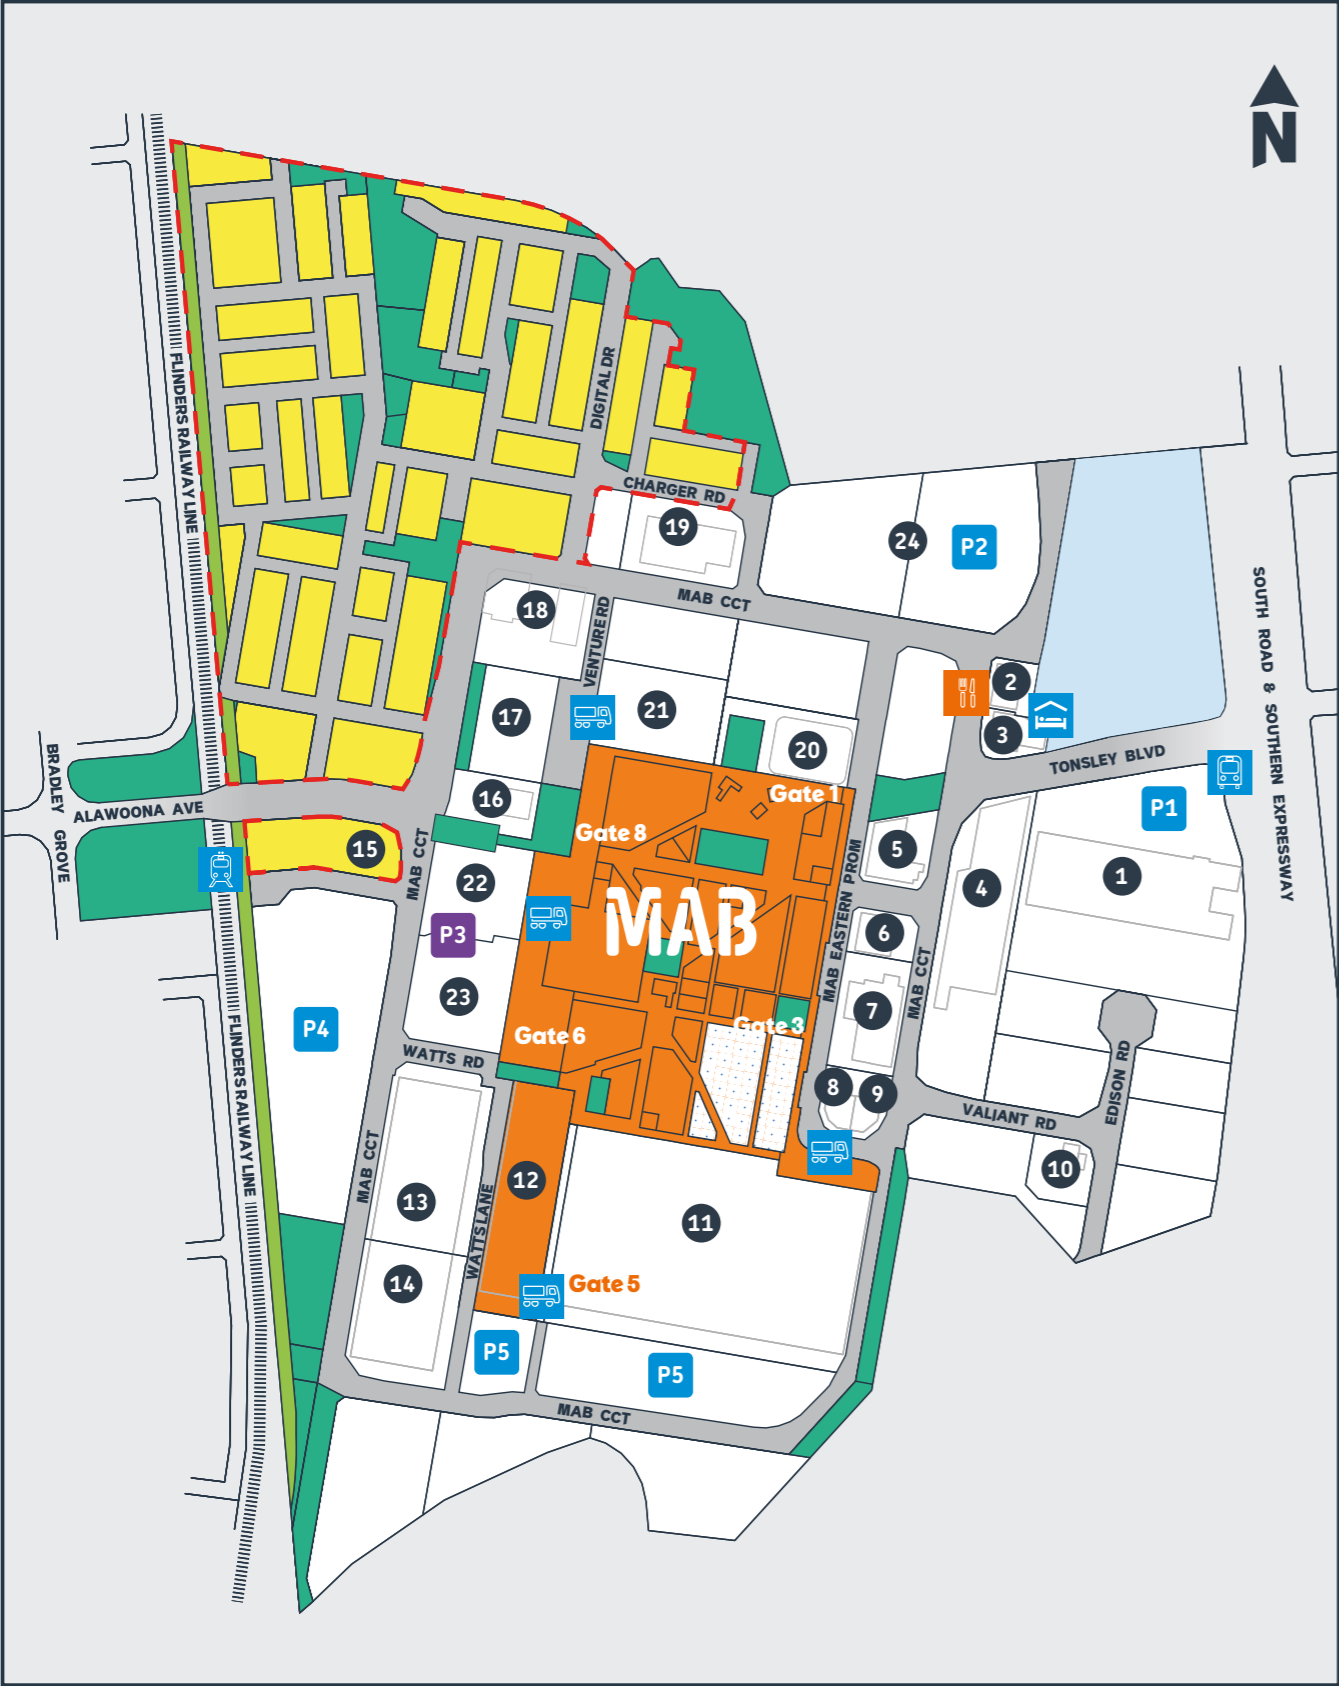 N
FLINDERS RAILWAY LINE
DIGITAL DR
CHARGER RD
19
24
P2
MAB CCT
18
VENTURE RD
SOUTH ROAD & SOUTHERN EXPRESSWAY
2
3
17
21
20
TONSLEY BLVD
BRADLEY GROVE
ALAWOONA AVE
16
Gate 1
P1
Gate 8
15
MAB CCT
5
MAB EASTERN PROM
4
1
22
MAB
P3
6
23
7
MAB CCT
P4
Gate 6
Gate 3
FLINDERS RAILWAY LINE
WATTS RD
8
9
VALIANT RD
EDISON RD
MAB CCT
13
12
WATTS LANE
11
10
14
Gate 5
P5
P5
MAB CCT